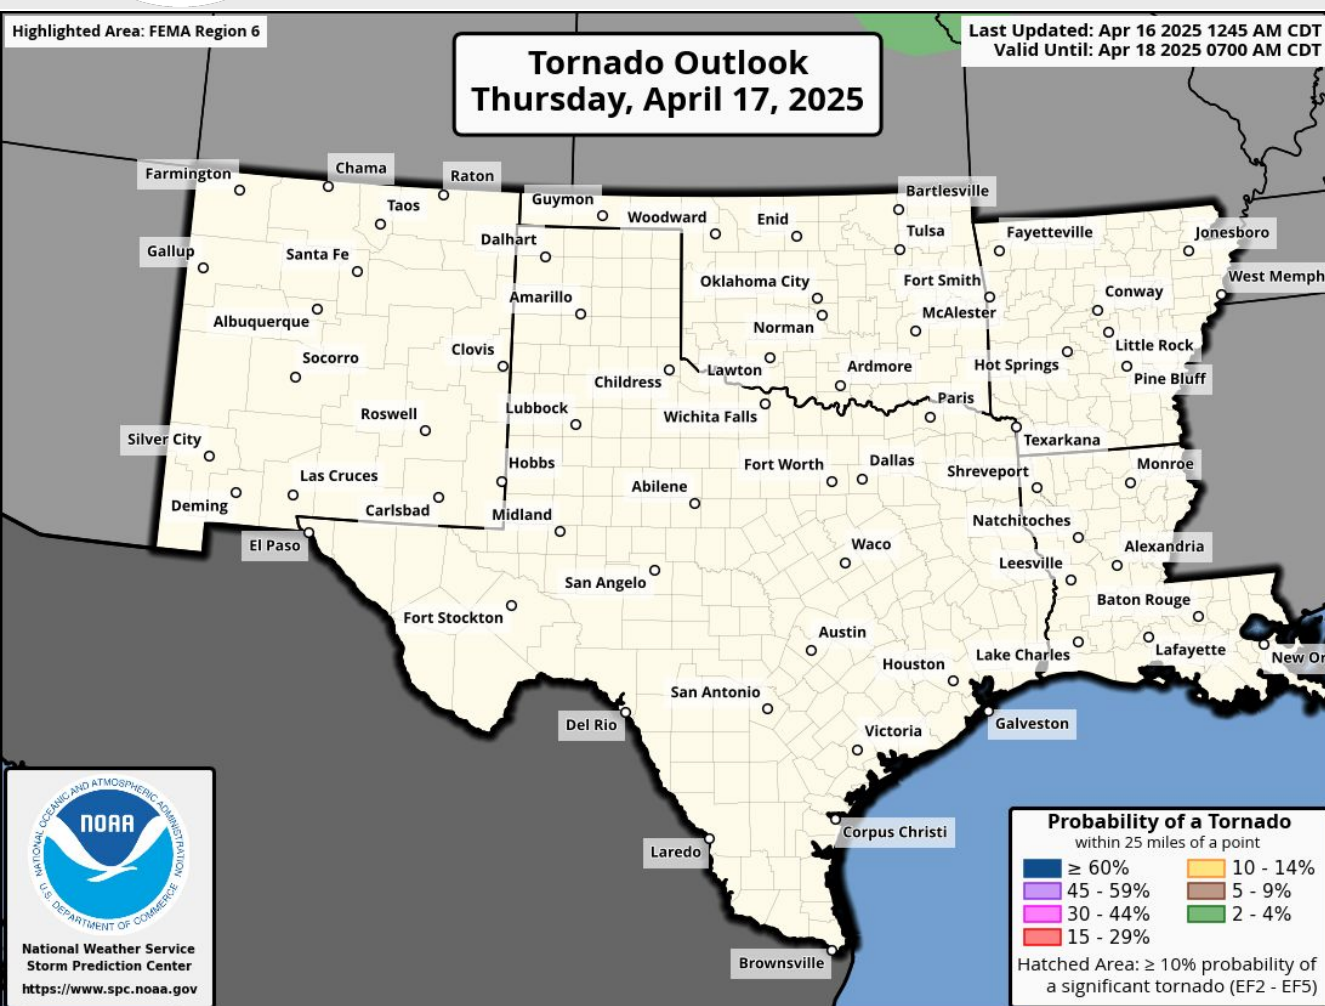 Highlighted Area: FEMA Region 6
Last Updated: Apr 16 2025 1245 AM CDT
Valid Until: Apr 18 2025 0700 AM CDT
Tornado Outlook
Thursday, April 17, 2025
Farmington
Chama
Raton
Taos
Guymon
Woodward
Enid
Bartlesville
Tulsa
Fayetteville
Jonesboro
Gallup
Santa Fe
Dalhart
Oklahoma City
Fort Smith
West Memph
Amarillo
Conway
Albuquerque
Norman
McAlester
Little Rock
Socorro
Clovis
Childress
Lawton
Ardmore
Hot Springs
Pine Bluff
Roswell
Lubbock
Wichita Falls
Paris
Silver City
Texarkana
Las Cruces
Hobbs
Fort Worth
Dallas
Shreveport
Monroe
Deming
Carlsbad
Abilene
Midland
Natchitoches
El Paso
Waco
Alexandria
San Angelo
Leesville
Fort Stockton
Baton Rouge
Austin
Lake Charles
Lafayette
New Or
Houston
San Antonio
Del Rio
Galveston
Victoria
Corpus Christi
Laredo
Brownsville
NATIONAL OCEANIC AND ATMOSPHERIC ADMINISTRATION
NOAA
U.S. DEPARTMENT OF COMMERCE
National Weather Service
Storm Prediction Center
https://www.spc.noaa.gov
Probability of a Tornado
within 25 miles of a point
≥ 60%
10 - 14%
45 - 59%
5 - 9%
30 - 44%
2 - 4%
15 - 29%
Hatched Area: ≥ 10% probability of
a significant tornado (EF2 - EF5)